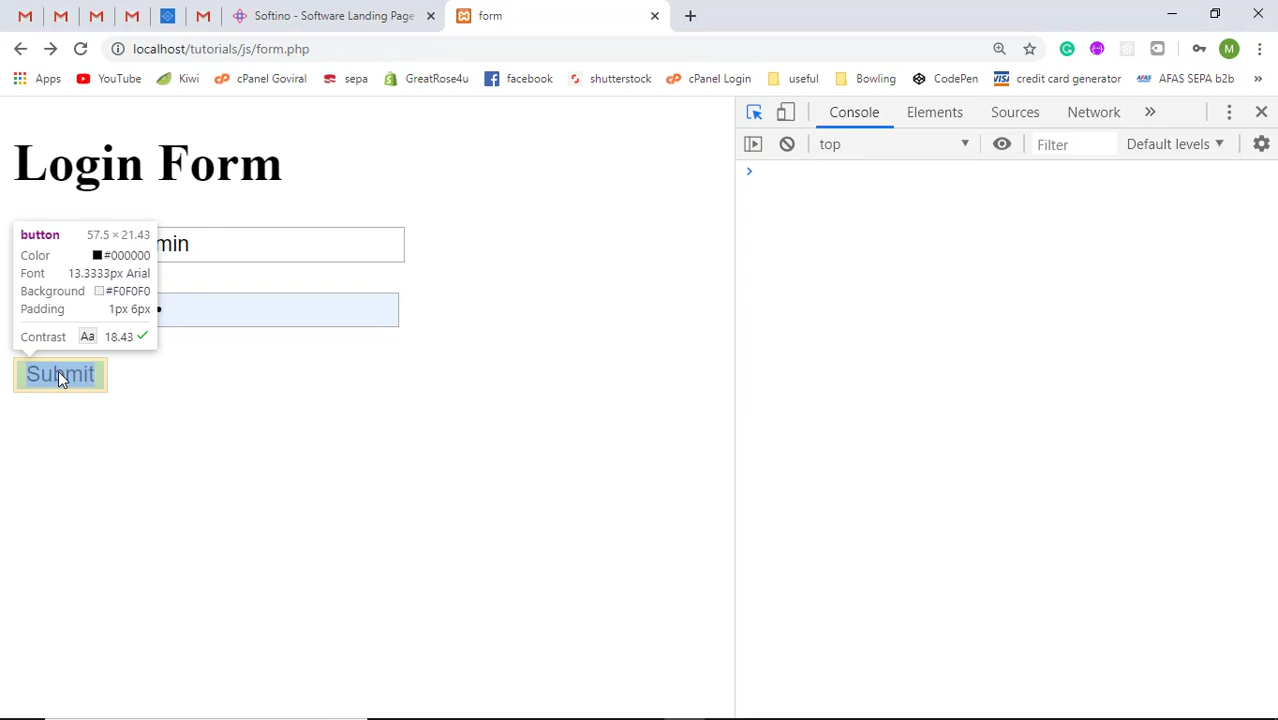 Softino - Software Landing Page
form
localhost/tutorials/js/form.php
M
Apps
YouTube
Kiwi
cPanel Goviral
sepa
GreatRose4u
facebook
shutterstock
cPanel Login
useful
Bowling
CodePen
VISA
credit card generator
AFAS
AFAS SEPA b2b
»
Console
Elements
Sources
Network
»
top
Filter
Default levels
Login Form
button 57.5 × 21.43
Color #000000
Font 13.3333px Arial
Background #F0F0F0
Padding 1px 6px
Contrast Aa 18.43
min
Submit